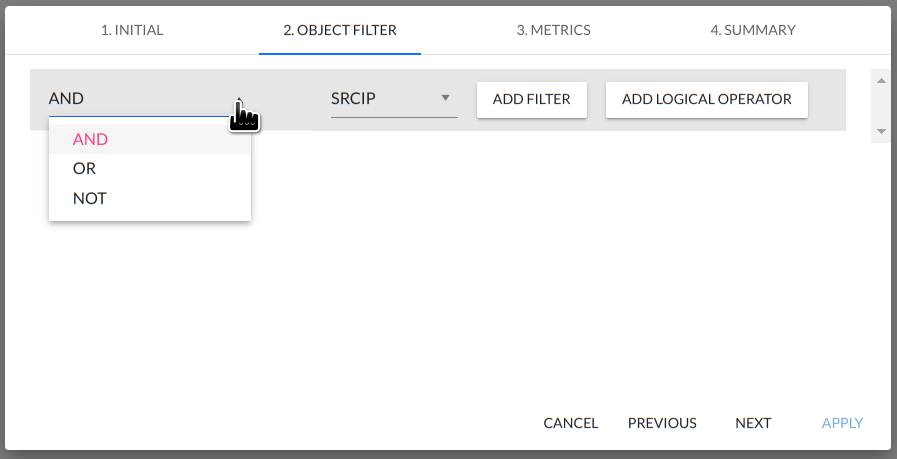 1. INITIAL 2. OBJECT FILTER 3. METRICS 4. SUMMARY
AND SRCIP ADD FILTER ADD LOGICAL OPERATOR
AND
OR
NOT
CANCEL PREVIOUS NEXT APPLY